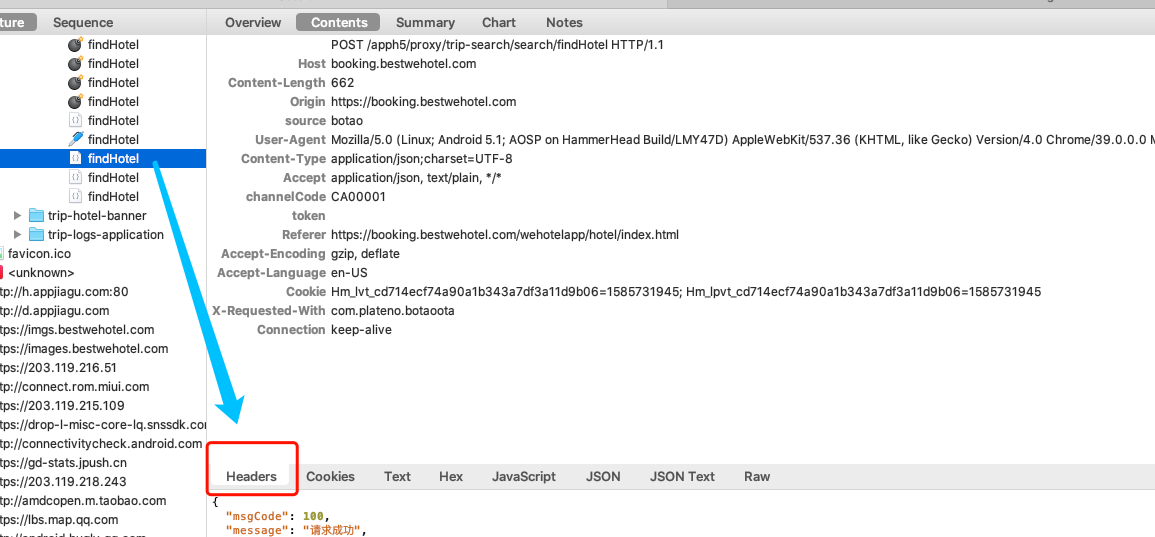 ture Sequence Overview Contents Summary Chart Notes
findHotel
findHotel
findHotel
findHotel
findHotel
findHotel
findHotel
findHotel
findHotel
trip-hotel-banner
trip-logs-application
favicon.ico
<unknown>
tp://h.appjiagu.com:80
tp://d.appjiagu.com
tps://imgs.bestwehotel.com
tps://images.bestwehotel.com
tps://203.119.216.51
tp://connect.rom.miui.com
tps://203.119.215.109
tps://drop-l-misc-core-lq.snssdk.co
tp://connectivitycheck.android.com
tps://gd-stats.jpush.cn
tps://203.119.218.243
tp://amdcopen.m.taobao.com
tps://lbs.map.qq.com
POST /apph5/proxy/trip-search/search/findHotel HTTP/1.1
Host booking.bestwehotel.com
Content-Length 662
Origin https://booking.bestwehotel.com
source botao
User-Agent Mozilla/5.0 (Linux; Android 5.1; AOSP on HammerHead Build/LMY47D) AppleWebKit/537.36 (KHTML, like Gecko) Version/4.0 Chrome/39.0.0.0 M
Content-Type application/json;charset=UTF-8
Accept application/json, text/plain, */*
channelCode CA00001
token
Referer https://booking.bestwehotel.com/wehotelapp/hotel/index.html
Accept-Encoding gzip, deflate
Accept-Language en-US
Cookie Hm_lvt_cd714ecf74a90a1b343a7df3a11d9b06=1585731945; Hm_lpvt_cd714ecf74a90a1b343a7df3a11d9b06=1585731945
X-Requested-With com.plateno.botaoota
Connection keep-alive
Headers Cookies Text Hex JavaScript JSON JSON Text Raw
{
"msgCode": 100,
"message": "请求成功",